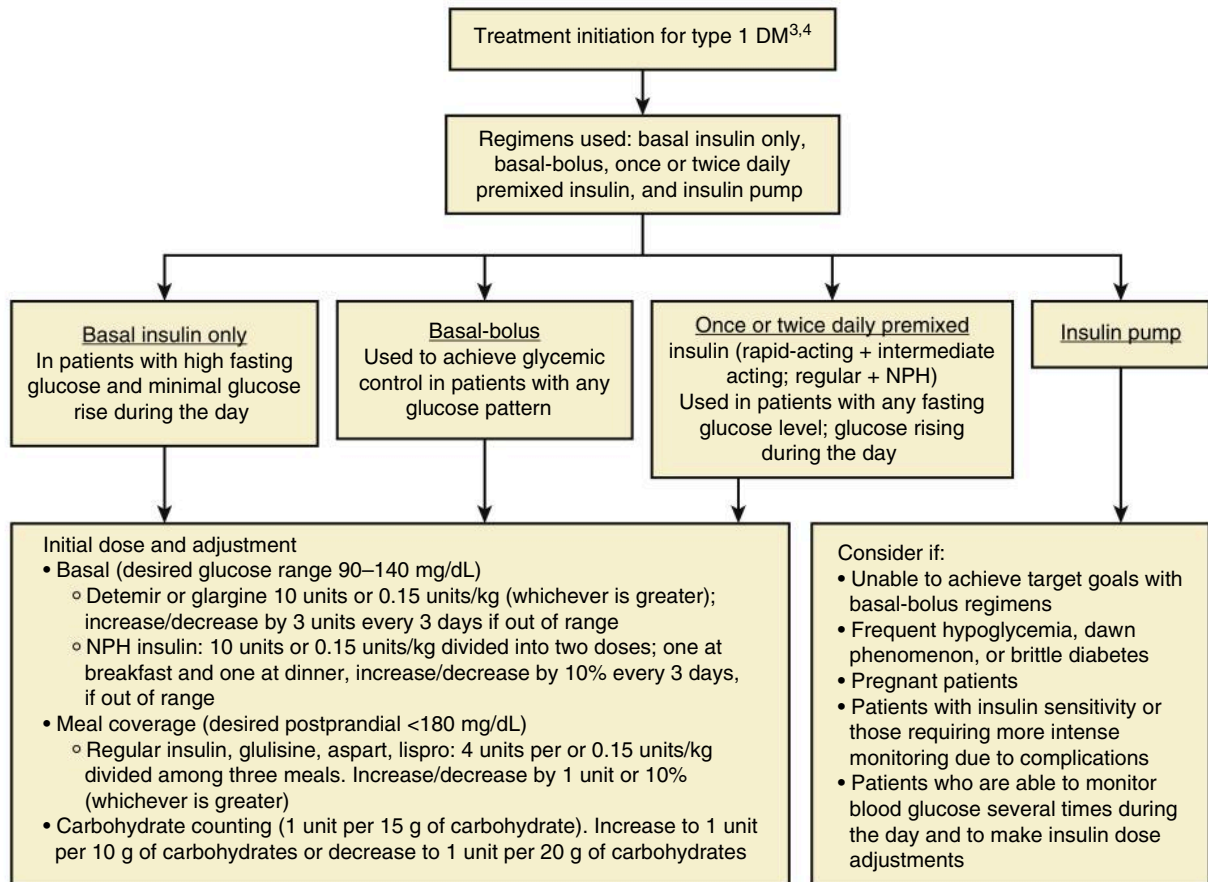 Treatment initiation for type 1 DM3,4
Regimens used: basal insulin only,
basal-bolus, once or twice daily
premixed insulin, and insulin pump
Basal insulin only
In patients with high fasting
glucose and minimal glucose
rise during the day
Basal-bolus
Used to achieve glycemic
control in patients with any
glucose pattern
Once or twice daily premixed
insulin (rapid-acting + intermediate
acting; regular + NPH)
Used in patients with any fasting
glucose level; glucose rising
during the day
Insulin pump
Initial dose and adjustment
• Basal (desired glucose range 90–140 mg/dL)
◦ Detemir or glargine 10 units or 0.15 units/kg (whichever is greater);
increase/decrease by 3 units every 3 days if out of range
◦ NPH insulin: 10 units or 0.15 units/kg divided into two doses; one at
breakfast and one at dinner, increase/decrease by 10% every 3 days,
if out of range
• Meal coverage (desired postprandial <180 mg/dL)
◦ Regular insulin, glulisine, aspart, lispro: 4 units per or 0.15 units/kg
divided among three meals. Increase/decrease by 1 unit or 10%
(whichever is greater)
• Carbohydrate counting (1 unit per 15 g of carbohydrate). Increase to 1 unit
per 10 g of carbohydrates or decrease to 1 unit per 20 g of carbohydrates
Consider if:
• Unable to achieve target goals with
basal-bolus regimens
• Frequent hypoglycemia, dawn
phenomenon, or brittle diabetes
• Pregnant patients
• Patients with insulin sensitivity or
those requiring more intense
monitoring due to complications
• Patients who are able to monitor
blood glucose several times during
the day and to make insulin dose
adjustments